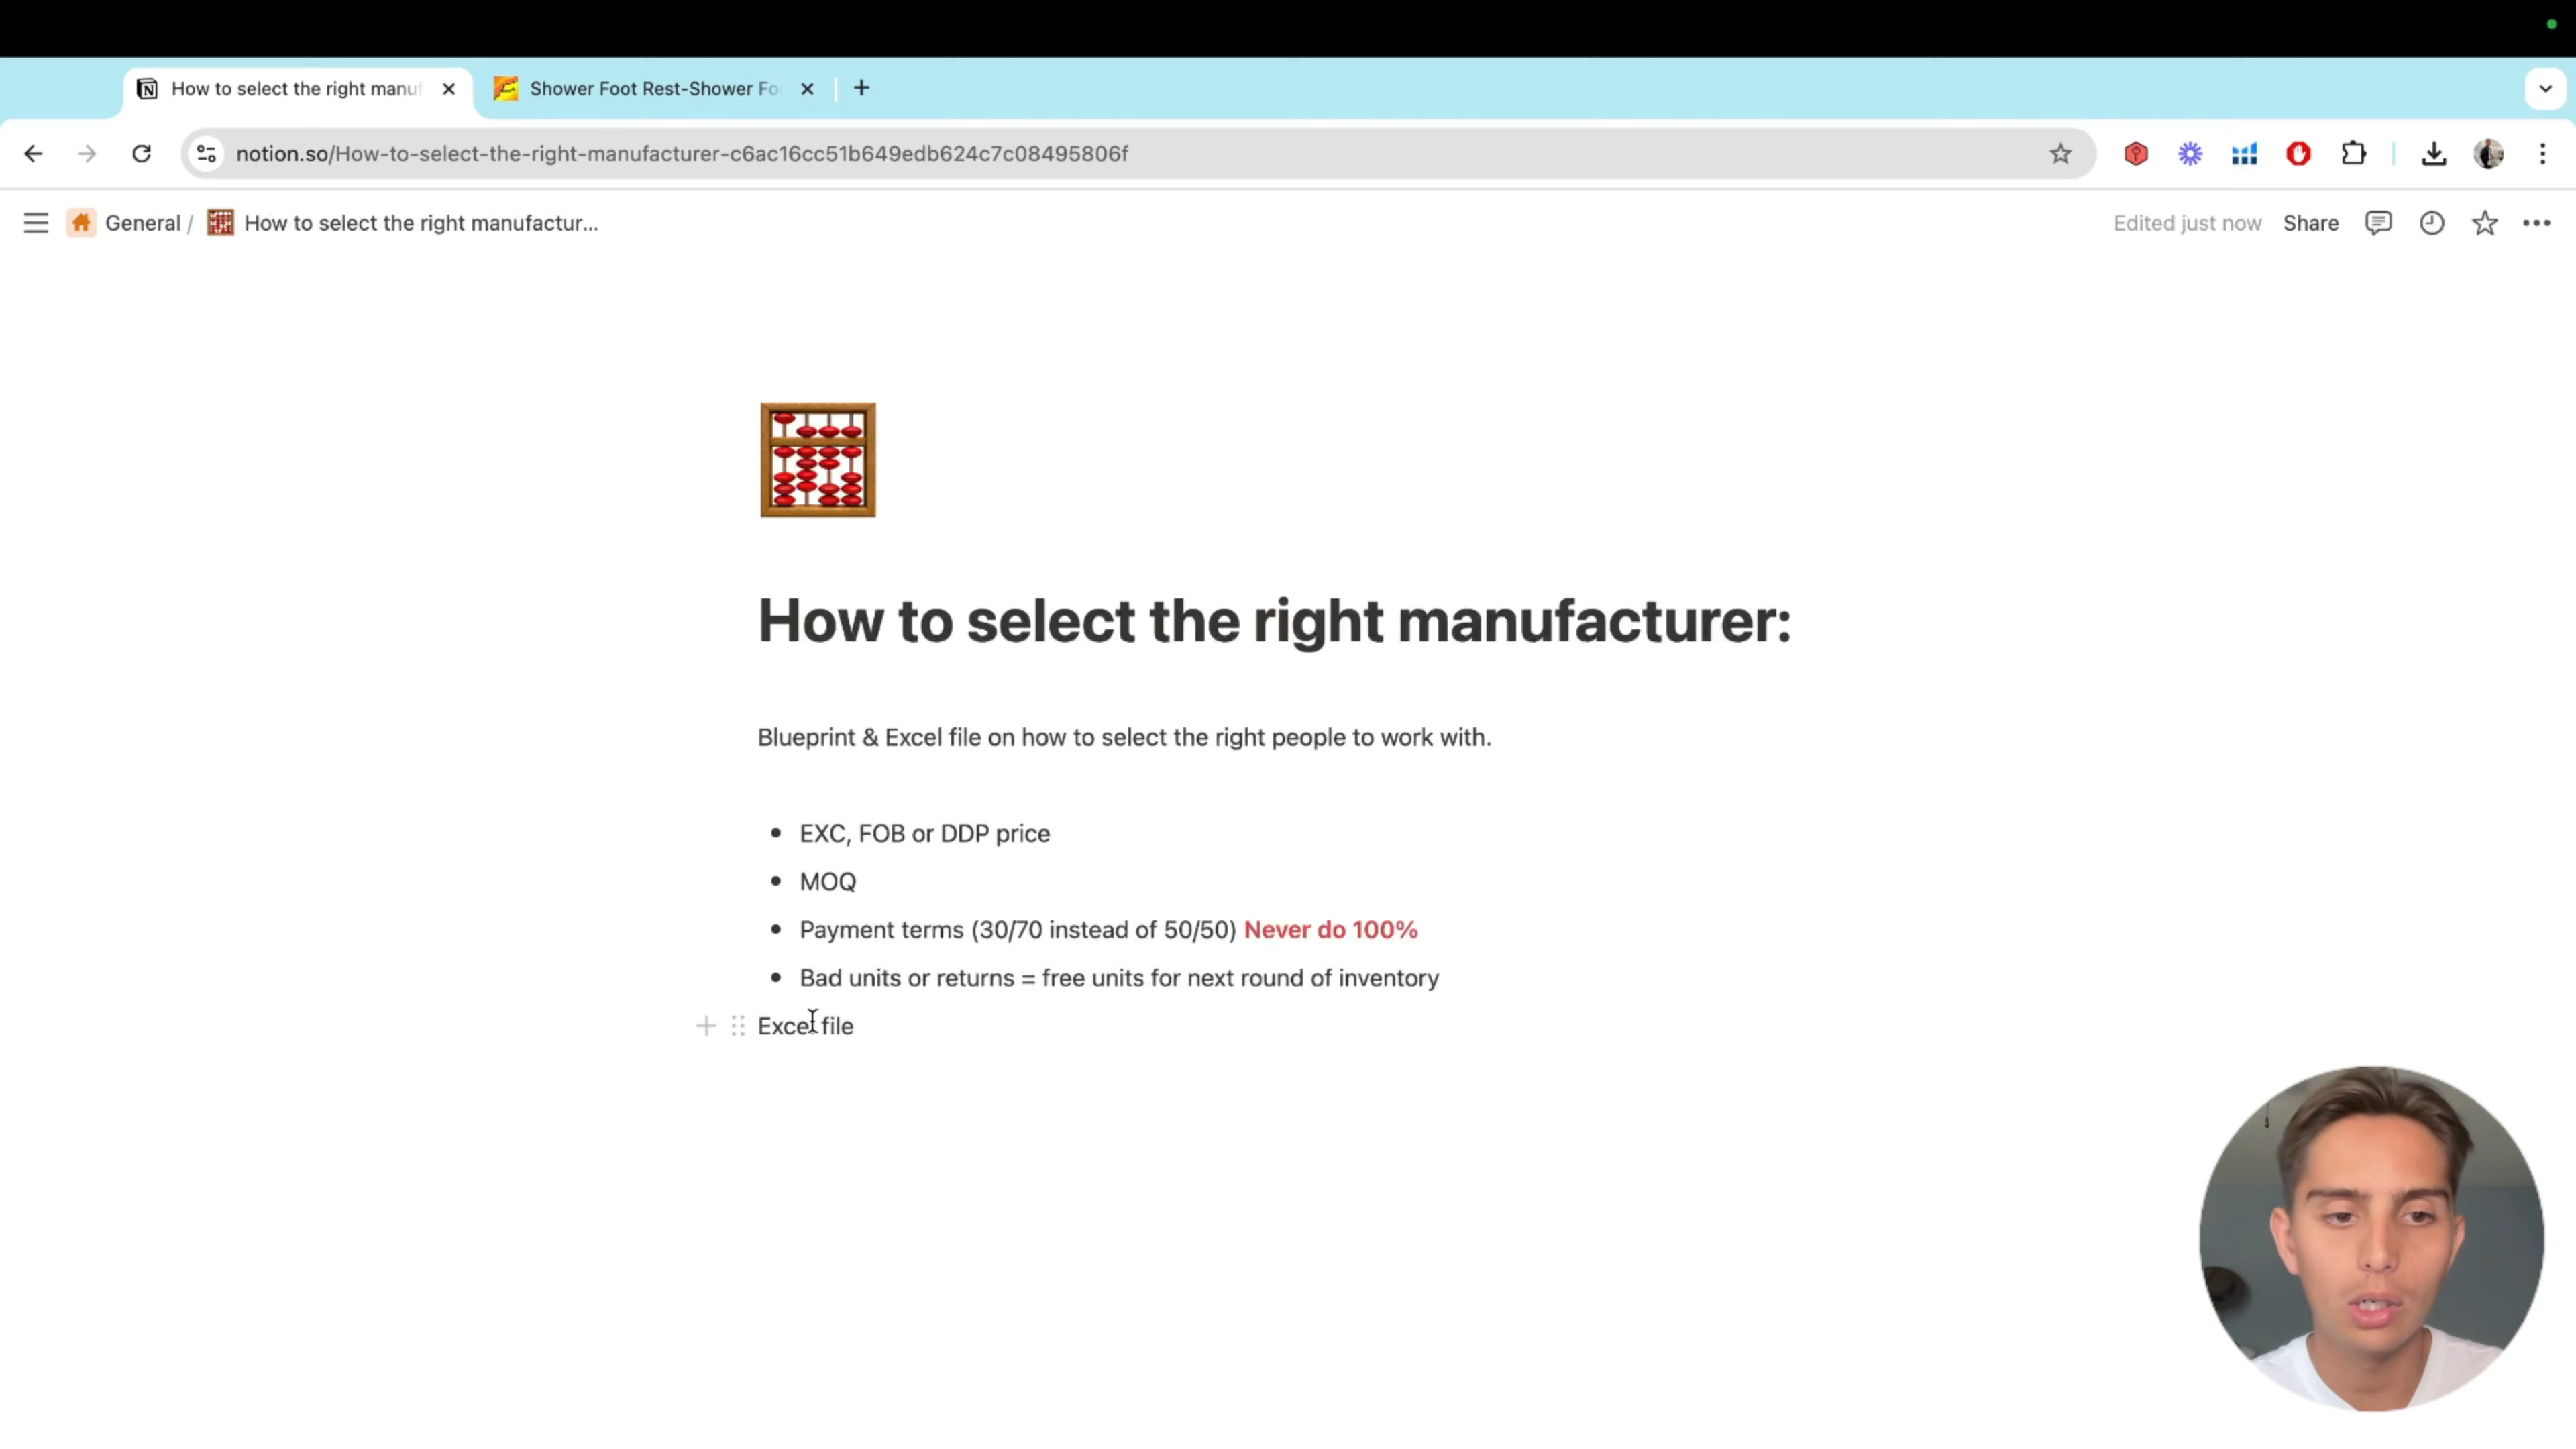 How to select the right manuf
Shower Foot Rest-Shower Fo
notion.so/How-to-select-the-right-manufacturer-c6ac16cc51b649edb624c7c08495806f
General / How to select the right manufactur...
Edited just now Share
How to select the right manufacturer:
Blueprint & Excel file on how to select the right people to work with.
• EXC, FOB or DDP price
• MOQ
• Payment terms (30/70 instead of 50/50) Never do 100%
• Bad units or returns = free units for next round of inventory
Excel file